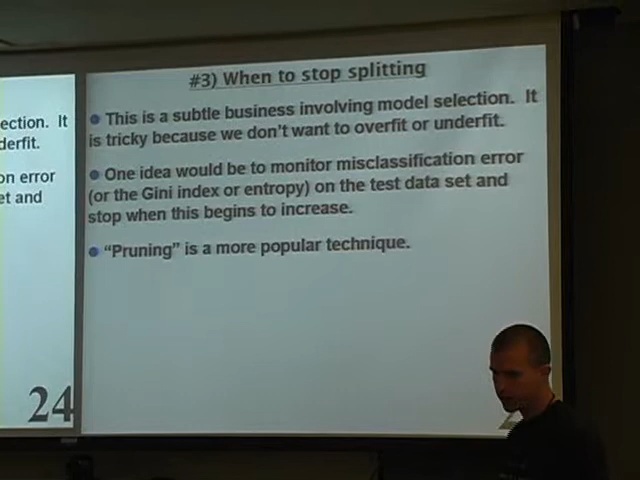 ection. It
derfit.
on error
et and
24
#3) When to stop splitting
This is a subtle business involving model selection. It
is tricky because we don't want to overfit or underfit.
One idea would be to monitor misclassification error
(or the Gini index or entropy) on the test data set and
stop when this begins to increase.
“Pruning” is a more popular technique.